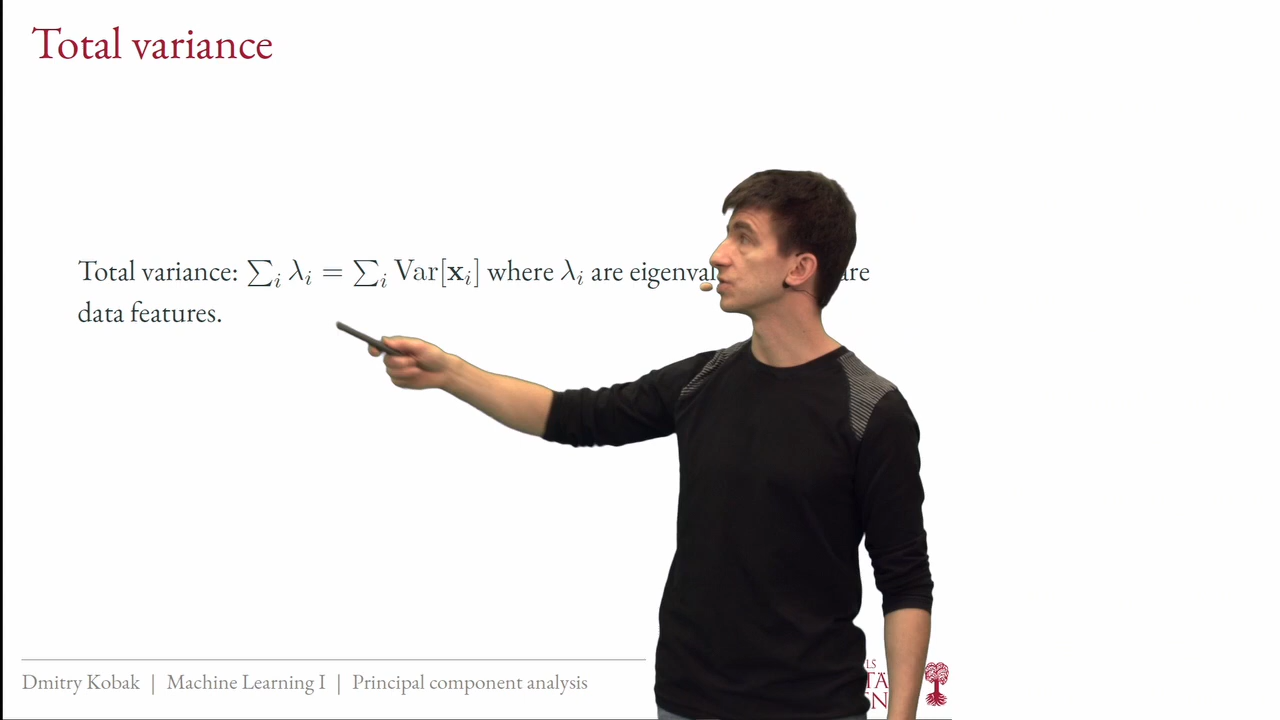 Total variance
Total variance: ∑ᵢ λᵢ = ∑ᵢ Var[𝐱ᵢ] where λᵢ are are
data features.
Dmitry Kobak | Machine Learning I | Principal component analysis